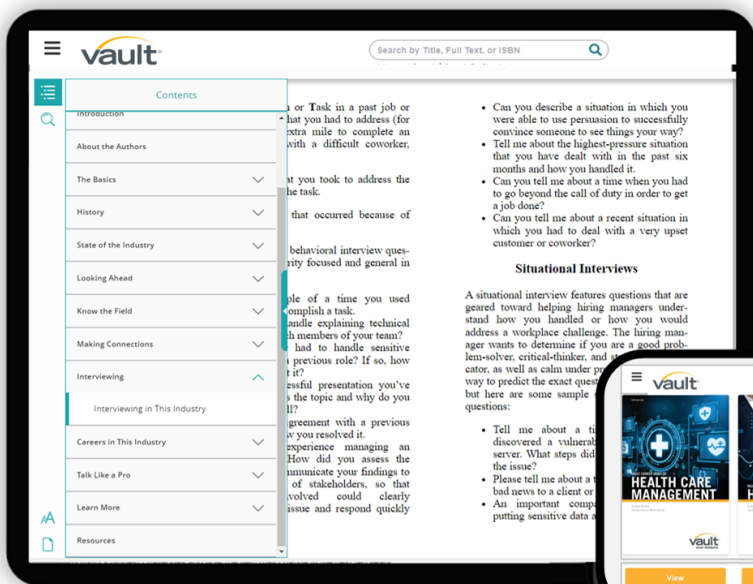 vault
Search by Title, Full Text, or ISBN
Contents
Introduction
About the Authors
The Basics
History
State of the Industry
Looking Ahead
Know the Field
Making Connections
Interviewing
Interviewing in This Industry
Careers in This Industry
Talk Like a Pro
Learn More
Resources
AA
or Task in a past job or
hat you had to address (for
extra mile to complete an
with a difficult coworker,
at you took to address the
he task.
that occurred because of
behavioral interview ques-
rity focused and general in
ple of a time you used
omplish a task.
andle explaining technical
h members of your team?
had to handle sensitive
previous role? If so, how
t it?
essful presentation you've
s the topic and why do you
ll?
greement with a previous
w you resolved it.
experience managing an
How did you assess the
mmunicate your findings to
of stakeholders, so that
volved could clearly
issue and respond quickly
• Can you describe a situation in which you
were able to use persuasion to successfully
convince someone to see things your way?
• Tell me about the highest-pressure situation
that you have dealt with in the past six
months and how you handled it.
• Can you tell me about a time when you had
to go beyond the call of duty in order to get
a job done?
• Can you tell me about a recent situation in
which you had to deal with a very upset
customer or coworker?
Situational Interviews
A situational interview features questions that are
geared toward helping hiring managers under-
stand how you handled or how you would
address a workplace challenge. The hiring man-
ager wants to determine if you are a good prob-
lem-solver, critical-thinker, and
cator, as well as calm under
way to predict the exact
but here are some sample
questions:
• Tell me about a
discovered a
server. What steps did
the issue?
• Please tell me about a
bad news to a client or
• An important
putting sensitive data
vault
HEALTH CARE
MANAGEMENT
vault
View